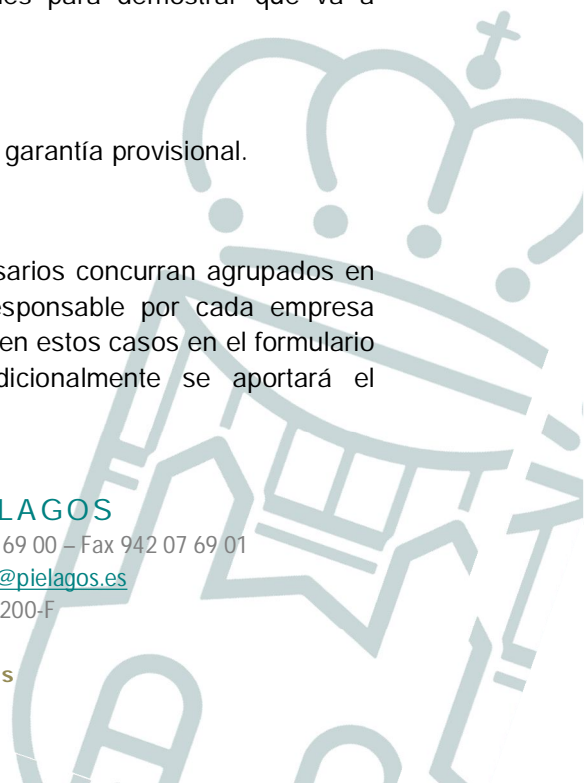 para demostrar que va a
garantía provisional.
sarios concurran agrupados en
esponsable por cada empresa
en estos casos en el formulario
dicionalmente se aportará el
LAGOS
69 00 – Fax 942 07 69 01
@pielagos.es
200-F
s